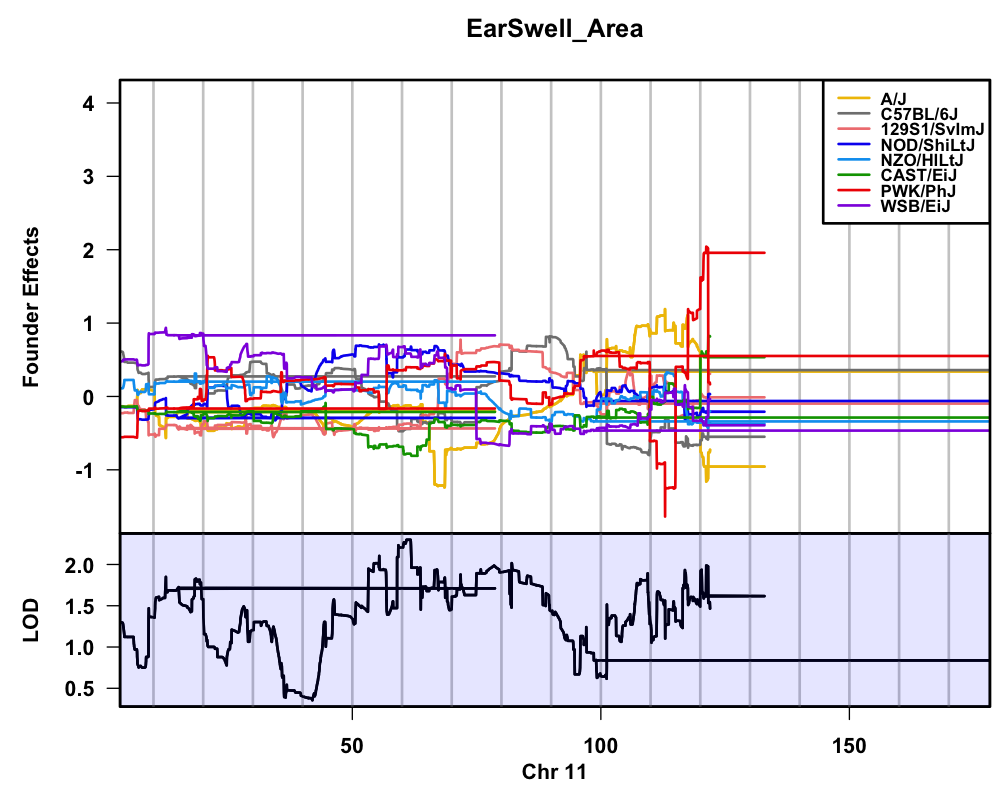 EarSwell_Area
4
3
2
1
0
-1
Founder Effects
A/J
C57BL/6J
129S1/SvImJ
NOD/ShiLtJ
NZO/HlLtJ
CAST/EiJ
PWK/PhJ
WSB/EiJ
2.0
1.5
1.0
0.5
LOD
50 100 150
Chr 11